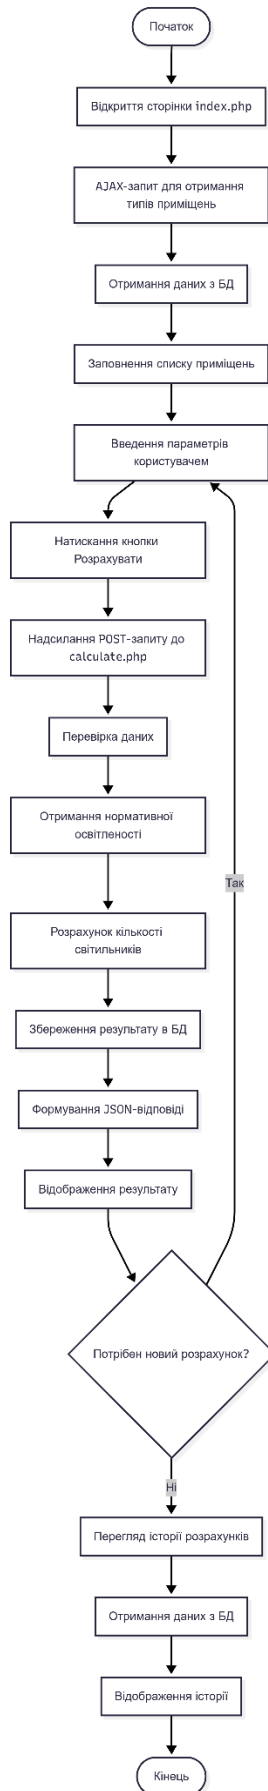 Початок
Відкриття сторінки index.php
AJAX-запит для отримання
типів приміщень
Отримання даних з БД
Заповнення списку приміщень
Введення параметрів
користувачем
Натискання кнопки
Розрахувати
Надсилання POST-запиту до
calculate.php
Перевірка даних
Отримання нормативної
освітленості
Так
Розрахунок кількості
світильників
Збереження результату в БД
Формування JSON-відповіді
Відображення результату
Потрібен новий розрахунок?
Ні
Перегляд історії розрахунків
Отримання даних з БД
Відображення історії
Кінець